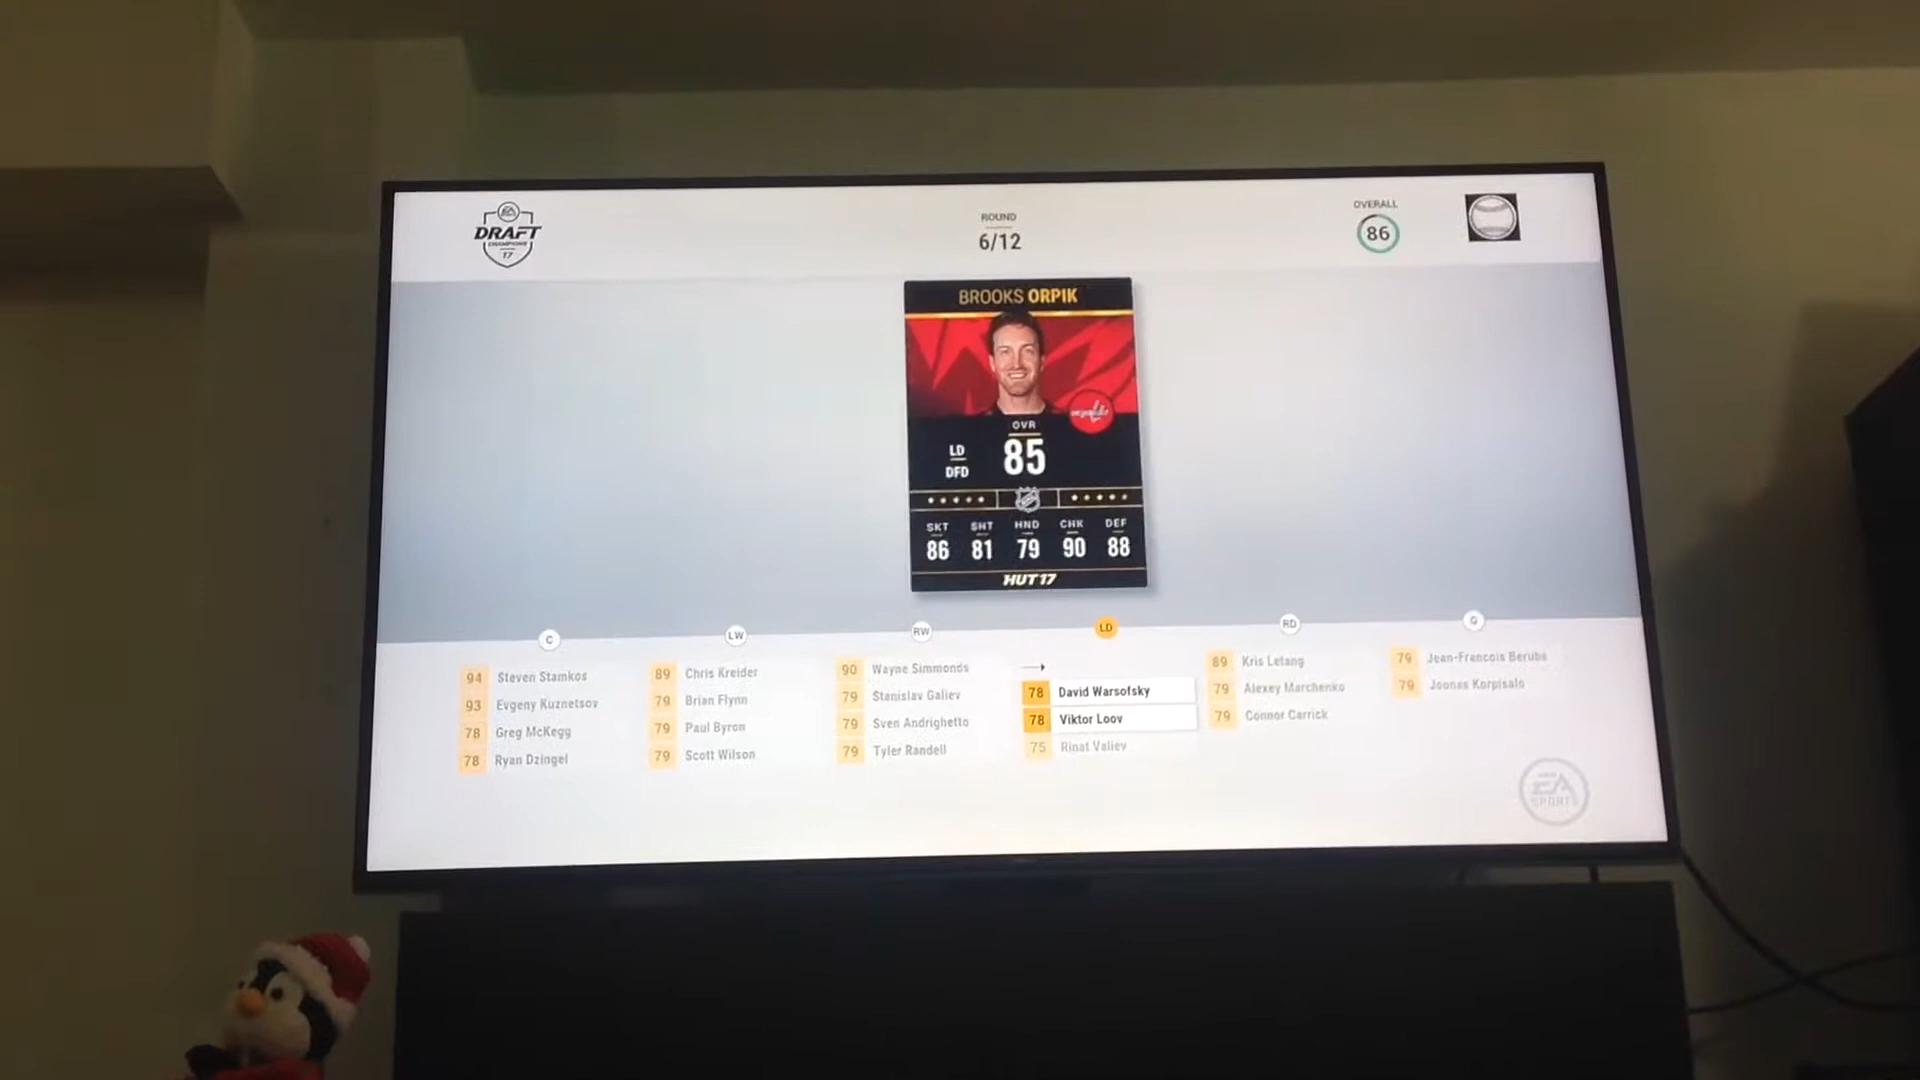 DRAFT
CHAMPIONS
17
ROUND
6/12
OVERALL
86
BROOKS ORPIK
OVR
85
LD
DFD
SKT SHT HND CHK DEF
86 81 79 90 88
HUT17
C LW RW LD RD G
94 Steven Stamkos
93 Evgeny Kuznetsov
78 Greg McKegg
78 Ryan Dzingel
89 Chris Kreider
79 Brian Flynn
79 Paul Byron
79 Scott Wilson
90 Wayne Simmonds
79 Stanislav Galiev
79 Sven Andrighetto
79 Tyler Randell
78 David Warsofsky
78 Viktor Loov
75 Rinat Valiev
89 Kris Letang
79 Alexey Marchenko
79 Connor Carrick
79 Jean-Francois Berube
79 Joonas Korpisalo
EA
SPORTS